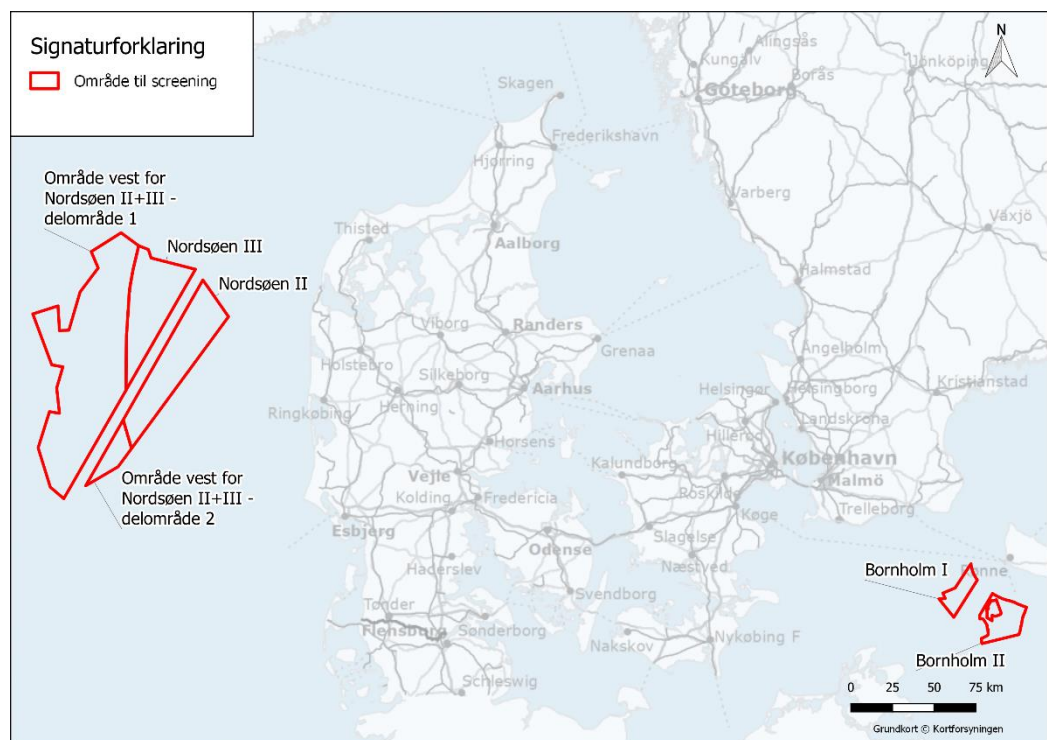 Signaturforklaring
Område til screening
N
Alingsås
Kungälv
Borås
Jönköping
Göteborg
Skagen
Frederikshavn
Hjørring
Område vest for
Nordsøen II+III -
delområde 1
Varberg
Växjö
Thisted
Aalborg
Nordsøen III
Nordsøen II
Halmstad
Viborg
Randers
Grenaa
Holstebro
Ängelholm
Silkeborg
Aarhus
Helsingør
Helsingborg
Kristianstad
Herning
Ringkøbing
Landskrona
Hillerød
Horsens
København
Kalundborg
Vejle
Roskilde
Malmö
Område vest for
Nordsøen II+III -
delområde 2
Kolding
Fredericia
Køge
Trelleborg
Esbjerg
Odense
Slagelse
Haderslev
Næstved
Rønne
Bornholm I
Svendborg
Tønder
Flensburg
Sønderborg
Nakskov
Nykøbing F
Bornholm II
Schleswig
0 25 50 75 km
Grundkort © Kortforsyningen